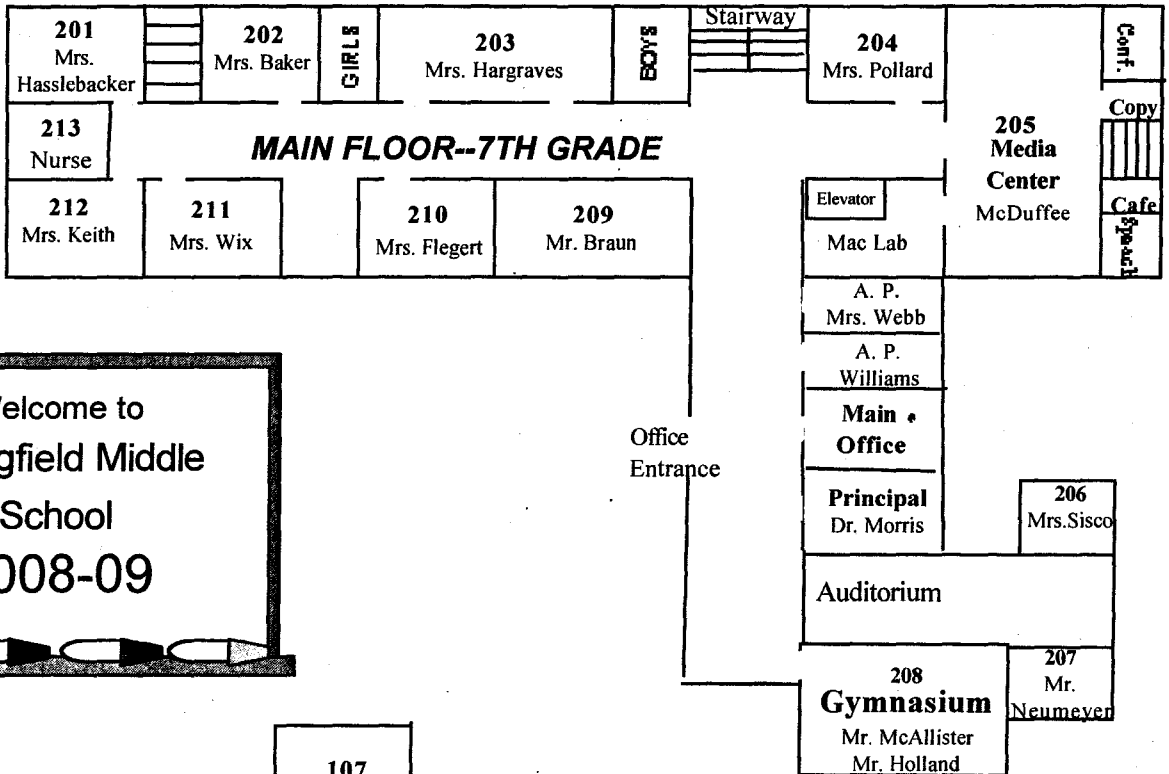 201
Mrs.
Hasslebacker
202
Mrs. Baker
GIRLS
203
Mrs. Hargraves
BOYS
Stairway
204
Mrs. Pollard
Conf.
Copy
205
Media
Center
McDuffee
Cafe
Speech
213
Nurse
MAIN FLOOR--7TH GRADE
212
Mrs. Keith
211
Mrs. Wix
210
Mrs. Flegert
209
Mr. Braun
Elevator
Mac Lab
A. P.
Mrs. Webb
A. P.
Williams
Main
Office
Office
Entrance
Principal
Dr. Morris
206
Mrs.Sisco
Auditorium
207
Mr.
Neumeyer
208
Gymnasium
Mr. McAllister
Mr. Holland
elcome to
gfield Middle
School
008-09
107